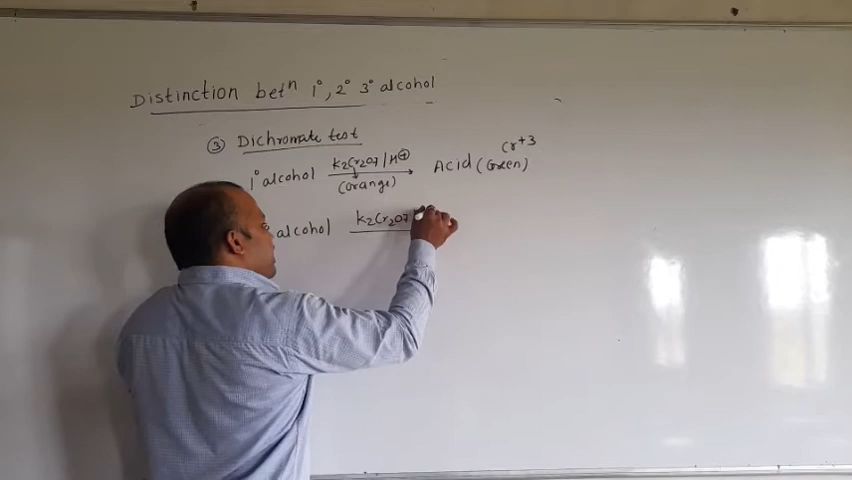 Distinction betⁿ 1°, 2° 3° alcohol
③ Dichromate test
1° alcohol K2Cr2O7/H⊕ (orange) → Acid (Green) Cr+3
alcohol K2Cr2O7